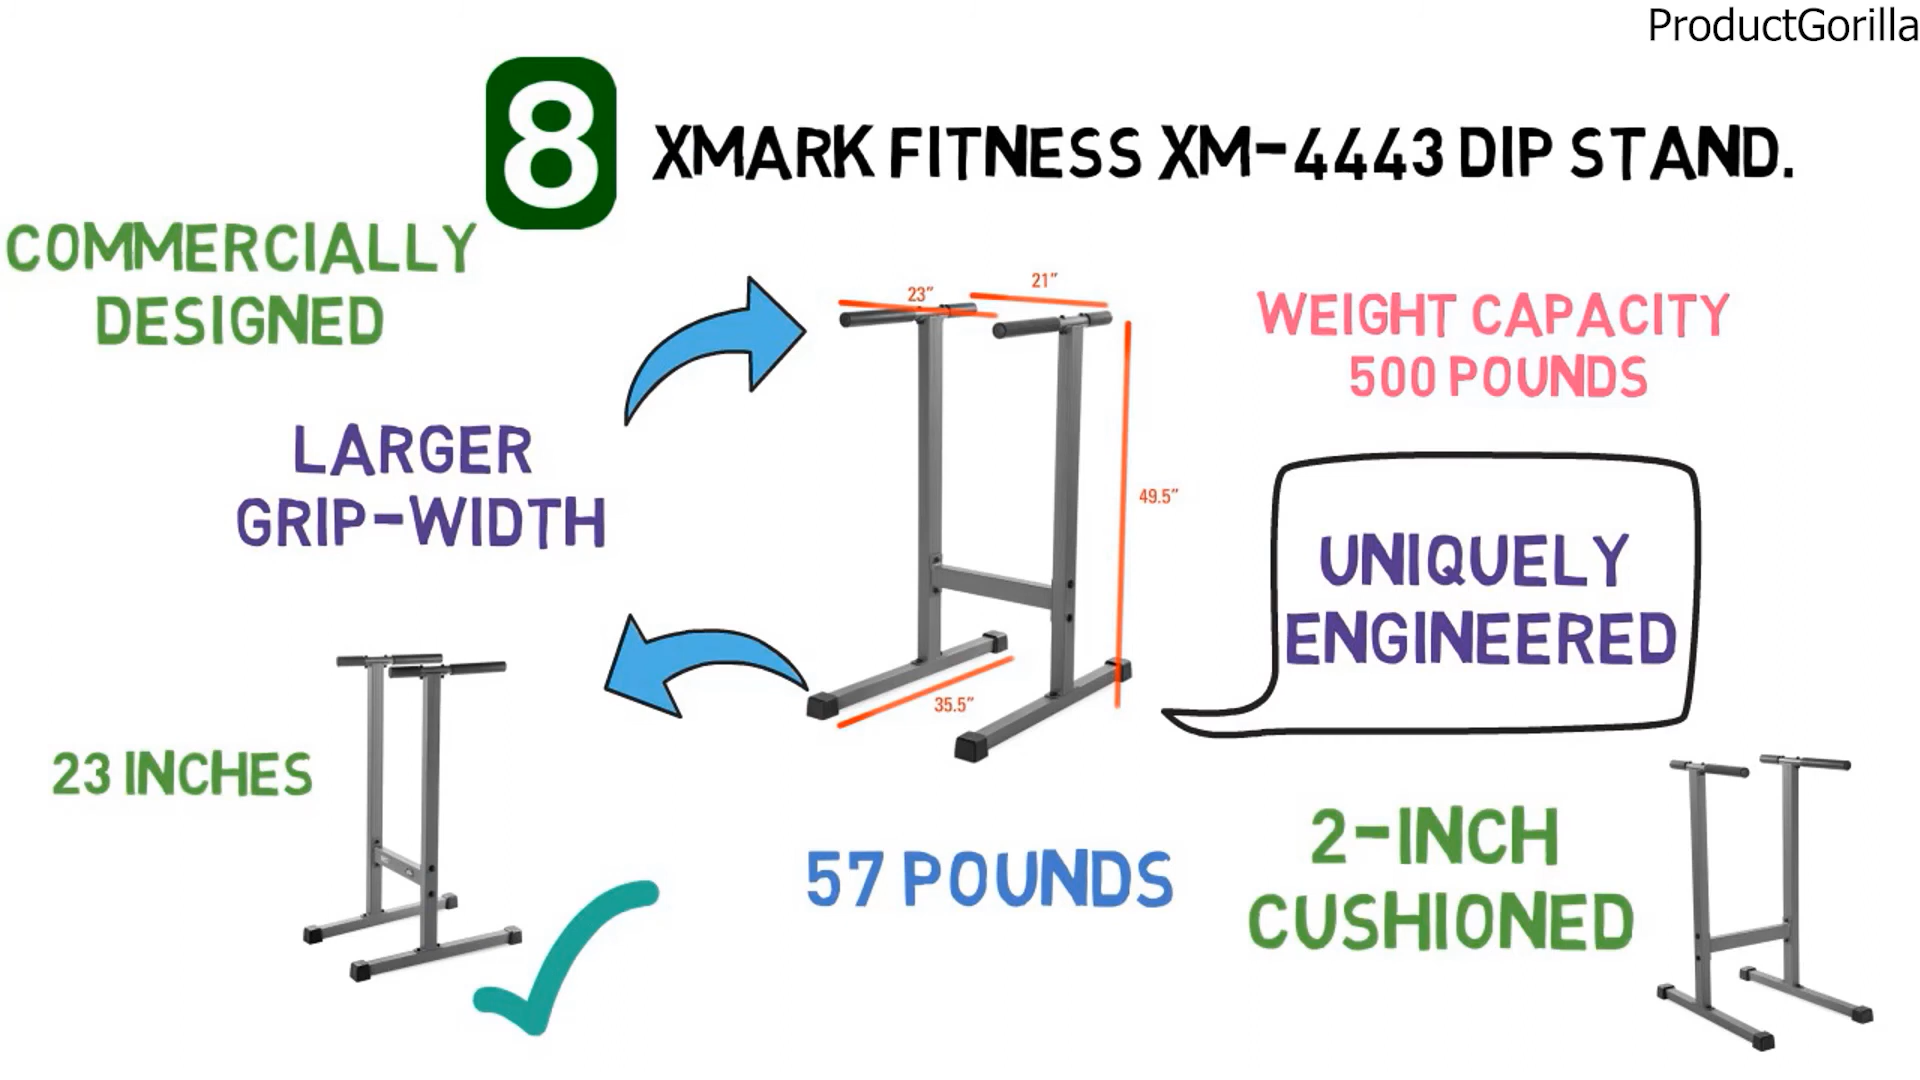 ProductGorilla
8 XMARK FITNESS XM-4443 DIP STAND.
COMMERCIALLY
DESIGNED
23"
21"
WEIGHT CAPACITY
500 POUNDS
LARGER
GRIP-WIDTH
49.5"
UNIQUELY
ENGINEERED
35.5"
23 INCHES
57 POUNDS
2-INCH
CUSHIONED